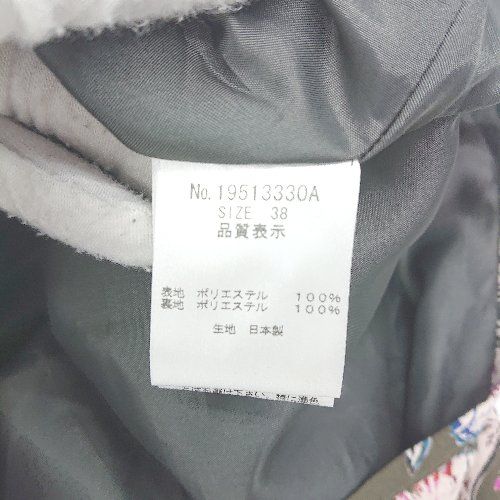 No.19513330A
SIZE 38
品質表示
表地 ポリエステル 100%
裏地 ポリエステル 100%
生地 日本製